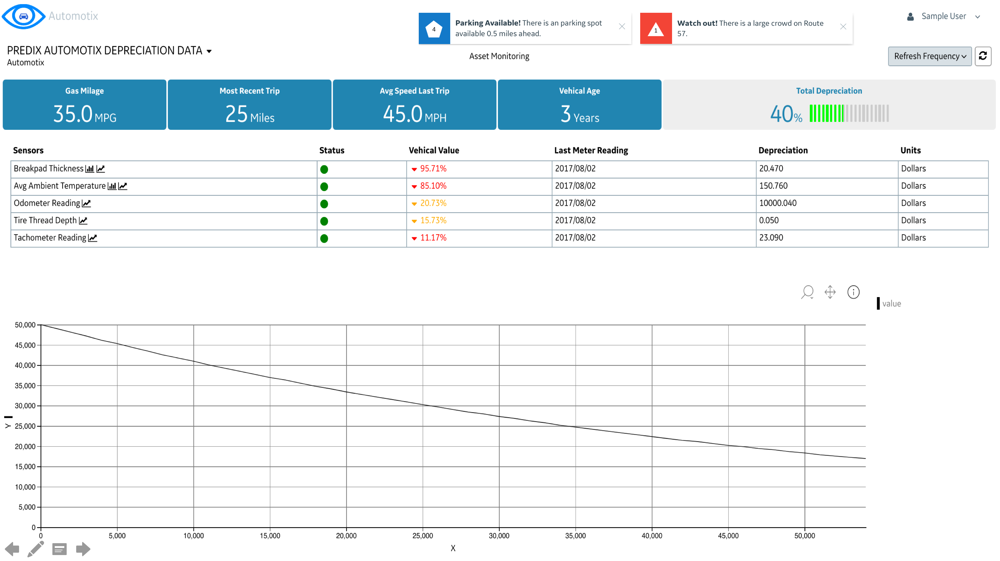 Automotix
4
Parking Available! There is an parking spot
available 0.5 miles ahead.
1
Watch out! There is a large crowd on Route
57.
Sample User
PREDIX AUTOMOTIX DEPRECIATION DATA
Automotix
Asset Monitoring
Refresh Frequency
Gas Milage
35.0 MPG
Most Recent Trip
25 Miles
Avg Speed Last Trip
45.0 MPH
Vehical Age
3 Years
Total Depreciation
40%
Sensors Status Vehical Value Last Meter Reading Depreciation Units
Breakpad Thickness 95.71% 2017/08/02 20.470 Dollars
Avg Ambient Temperature 85.10% 2017/08/02 150.760 Dollars
Odometer Reading 20.73% 2017/08/02 10000.040 Dollars
Tire Thread Depth 15.73% 2017/08/02 0.050 Dollars
Tachometer Reading 11.17% 2017/08/02 23.090 Dollars
i
value
50,000
45,000
40,000
35,000
30,000
Y
25,000
20,000
15,000
10,000
5,000
0
0 5,000 10,000 15,000 20,000 25,000 30,000 35,000 40,000 45,000 50,000
X